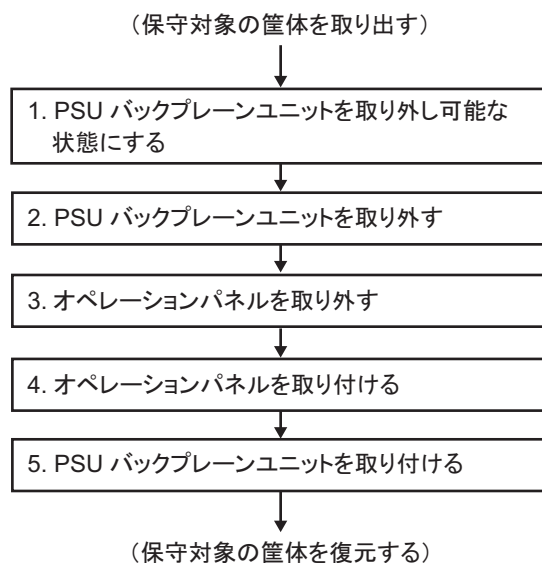 （保守対象の筐体を取り出す）
1. PSU バックプレーンユニットを取り外し可能な
状態にする
2. PSU バックプレーンユニットを取り外す
3. オペレーションパネルを取り外す
4. オペレーションパネルを取り付ける
5. PSU バックプレーンユニットを取り付ける
（保守対象の筐体を復元する）